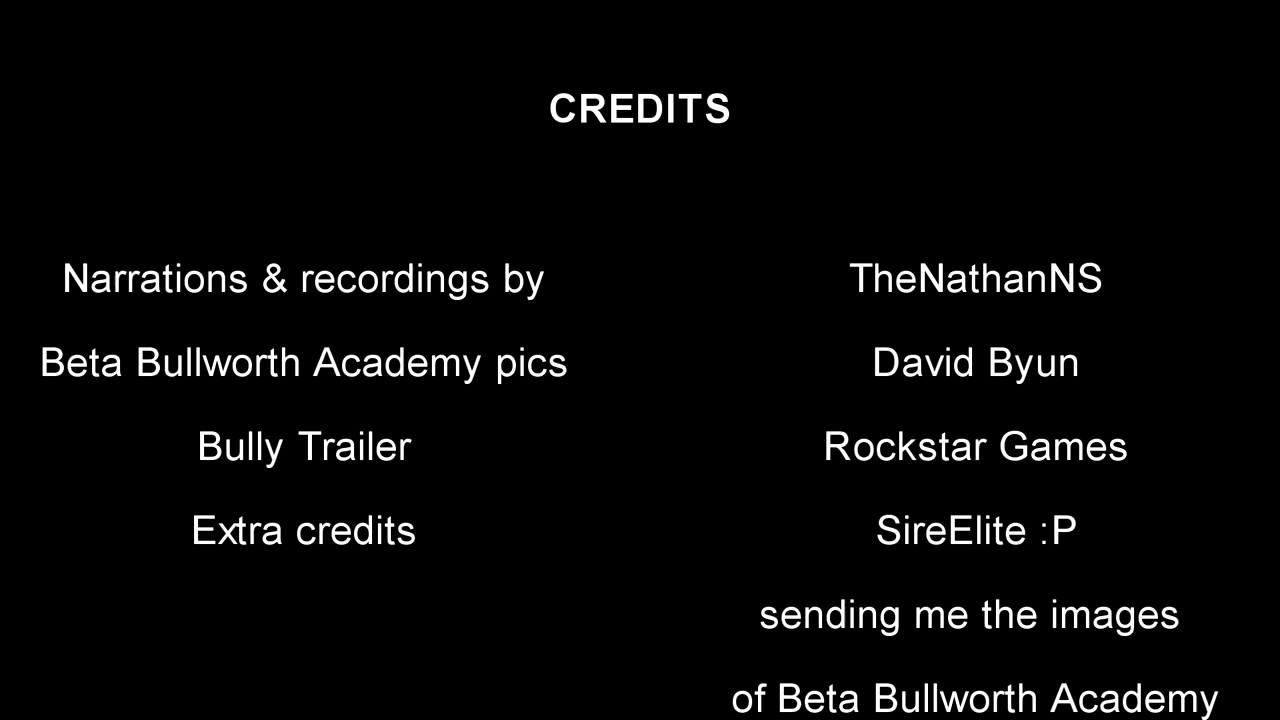 CREDITS
Narrations & recordings by TheNathanNS
Beta Bullworth Academy pics David Byun
Bully Trailer Rockstar Games
Extra credits SireElite :P
sending me the images
of Beta Bullworth Academy